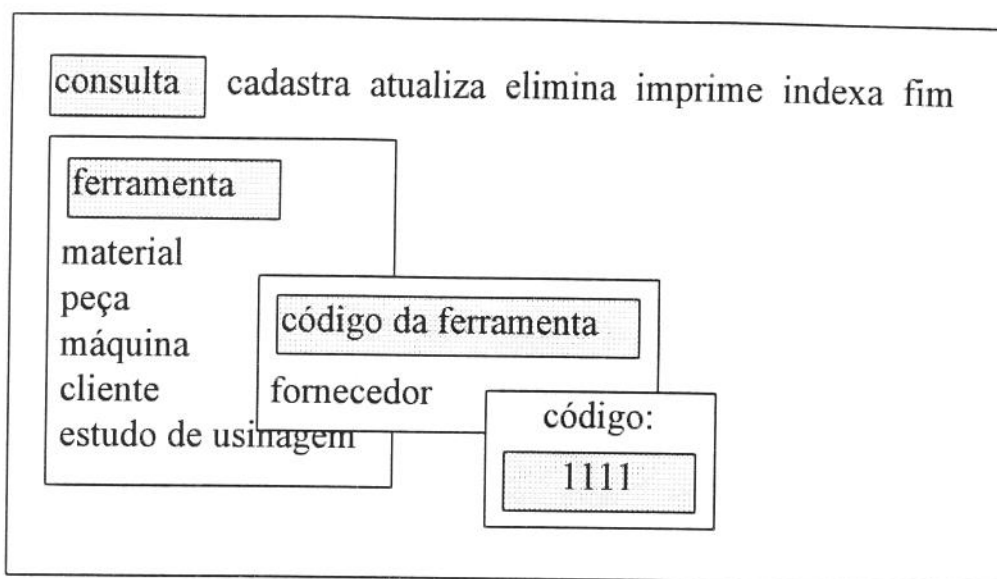 consulta cadastra atualiza elimina imprime indexa fim
ferramenta
material
peça
máquina
cliente
estudo de usinagem
código da ferramenta
fornecedor
código:
1111